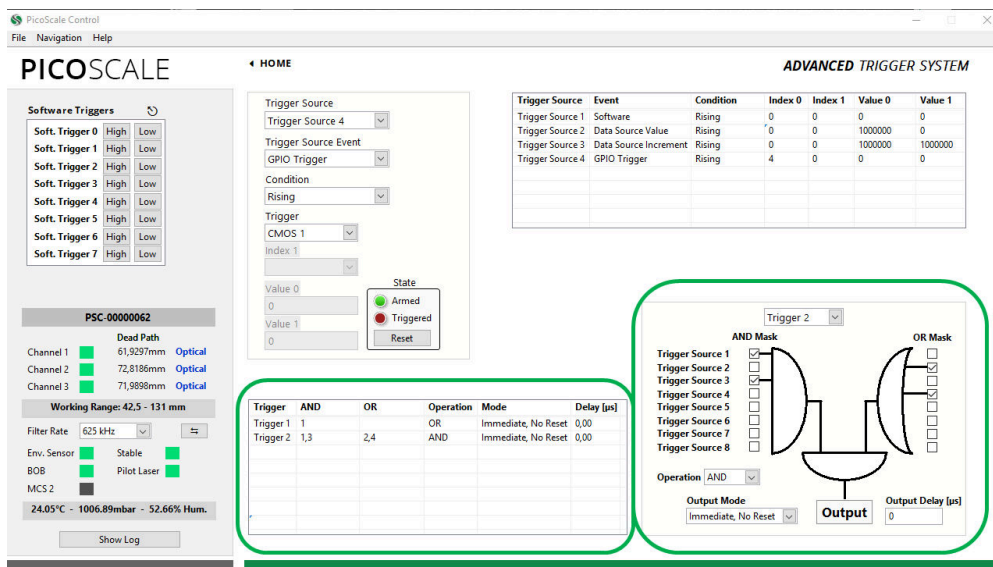 PicoScale Control
File Navigation Help
PICOSCALE
HOME
ADVANCED TRIGGER SYSTEM
Software Triggers
Soft. Trigger 0 High Low
Soft. Trigger 1 High Low
Soft. Trigger 2 High Low
Soft. Trigger 3 High Low
Soft. Trigger 4 High Low
Soft. Trigger 5 High Low
Soft. Trigger 6 High Low
Soft. Trigger 7 High Low
PSC-00000062
Dead Path
Channel 1 61,9297mm Optical
Channel 2 72,8186mm Optical
Channel 3 71,9898mm Optical
Working Range: 42,5 - 131 mm
Filter Rate 625 kHz
Env. Sensor Stable
BOB Pilot Laser
MCS 2
24.05°C - 1006.89mbar - 52.66% Hum.
Show Log
Trigger Source
Trigger Source 4
Trigger Source Event
GPIO Trigger
Condition
Rising
Trigger
CMOS 1
Index 1
Value 0
0
Value 1
0
State
Armed
Triggered
Reset
Trigger Source Event Condition Index 0 Index 1 Value 0 Value 1
Trigger Source 1 Software Rising 0 0 0 0
Trigger Source 2 Data Source Value Rising 0 0 1000000 0
Trigger Source 3 Data Source Increment Rising 0 0 1000000 1000000
Trigger Source 4 GPIO Trigger Rising 4 0 0 0
Trigger AND OR Operation Mode Delay [µs]
Trigger 1 1 OR Immediate, No Reset 0,00
Trigger 2 1,3 2,4 AND Immediate, No Reset 0,00
Trigger 2
AND Mask OR Mask
Trigger Source 1
Trigger Source 2
Trigger Source 3
Trigger Source 4
Trigger Source 5
Trigger Source 6
Trigger Source 7
Trigger Source 8
Operation AND
Output Mode
Immediate, No Reset
Output
Output Delay [µs]
0